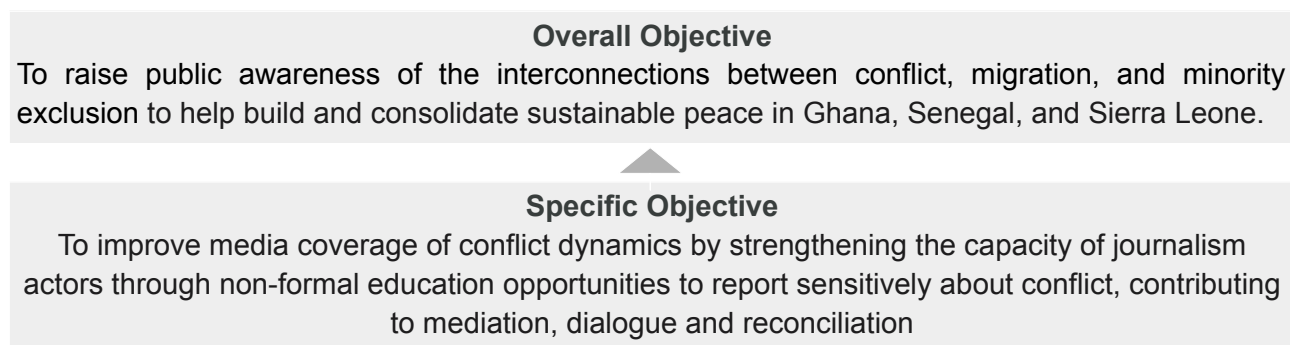 Overall Objective
To raise public awareness of the interconnections between conflict, migration, and minority
exclusion to help build and consolidate sustainable peace in Ghana, Senegal, and Sierra Leone.
Specific Objective
To improve media coverage of conflict dynamics by strengthening the capacity of journalism
actors through non-formal education opportunities to report sensitively about conflict, contributing
to mediation, dialogue and reconciliation